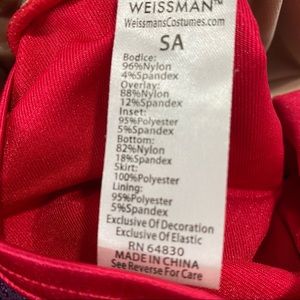 WEISSMAN™
WeissmansCostumes.com
SA
Bodice:
96%Nylon
4%Spandex
Overlay:
88%Nylon
12%Spandex
Inset:
95%Polyester
5%Spandex
Bottom:
82%Nylon
18%Spandex
Skirt:
100%Polyester
Lining:
95%Polyester
5%Spandex
Exclusive Of Decoration
Exclusive Of Elastic
RN 64830
MADE IN CHINA
See Reverse For Care